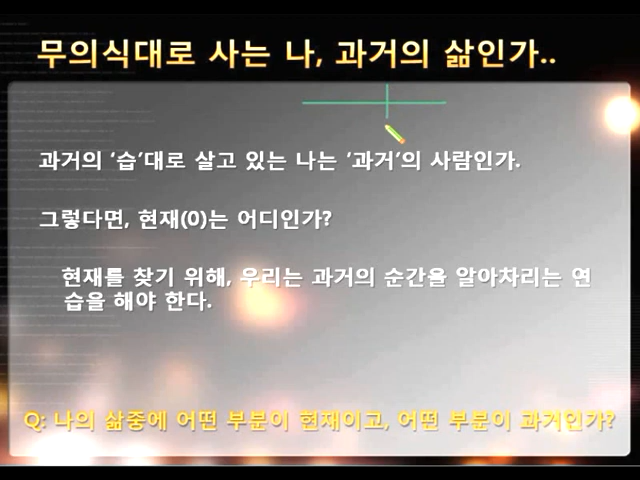 무의식대로 사는 나, 과거의 삶인가..
과거의 ‘습’대로 살고 있는 나는 ‘과거’의 사람인가.
그렇다면, 현재(0)는 어디인가?
현재를 찾기 위해, 우리는 과거의 순간을 알아차리는 연
습을 해야 한다.
Q: 나의 삶중에 어떤 부분이 현재이고, 어떤 부분이 과거인가?